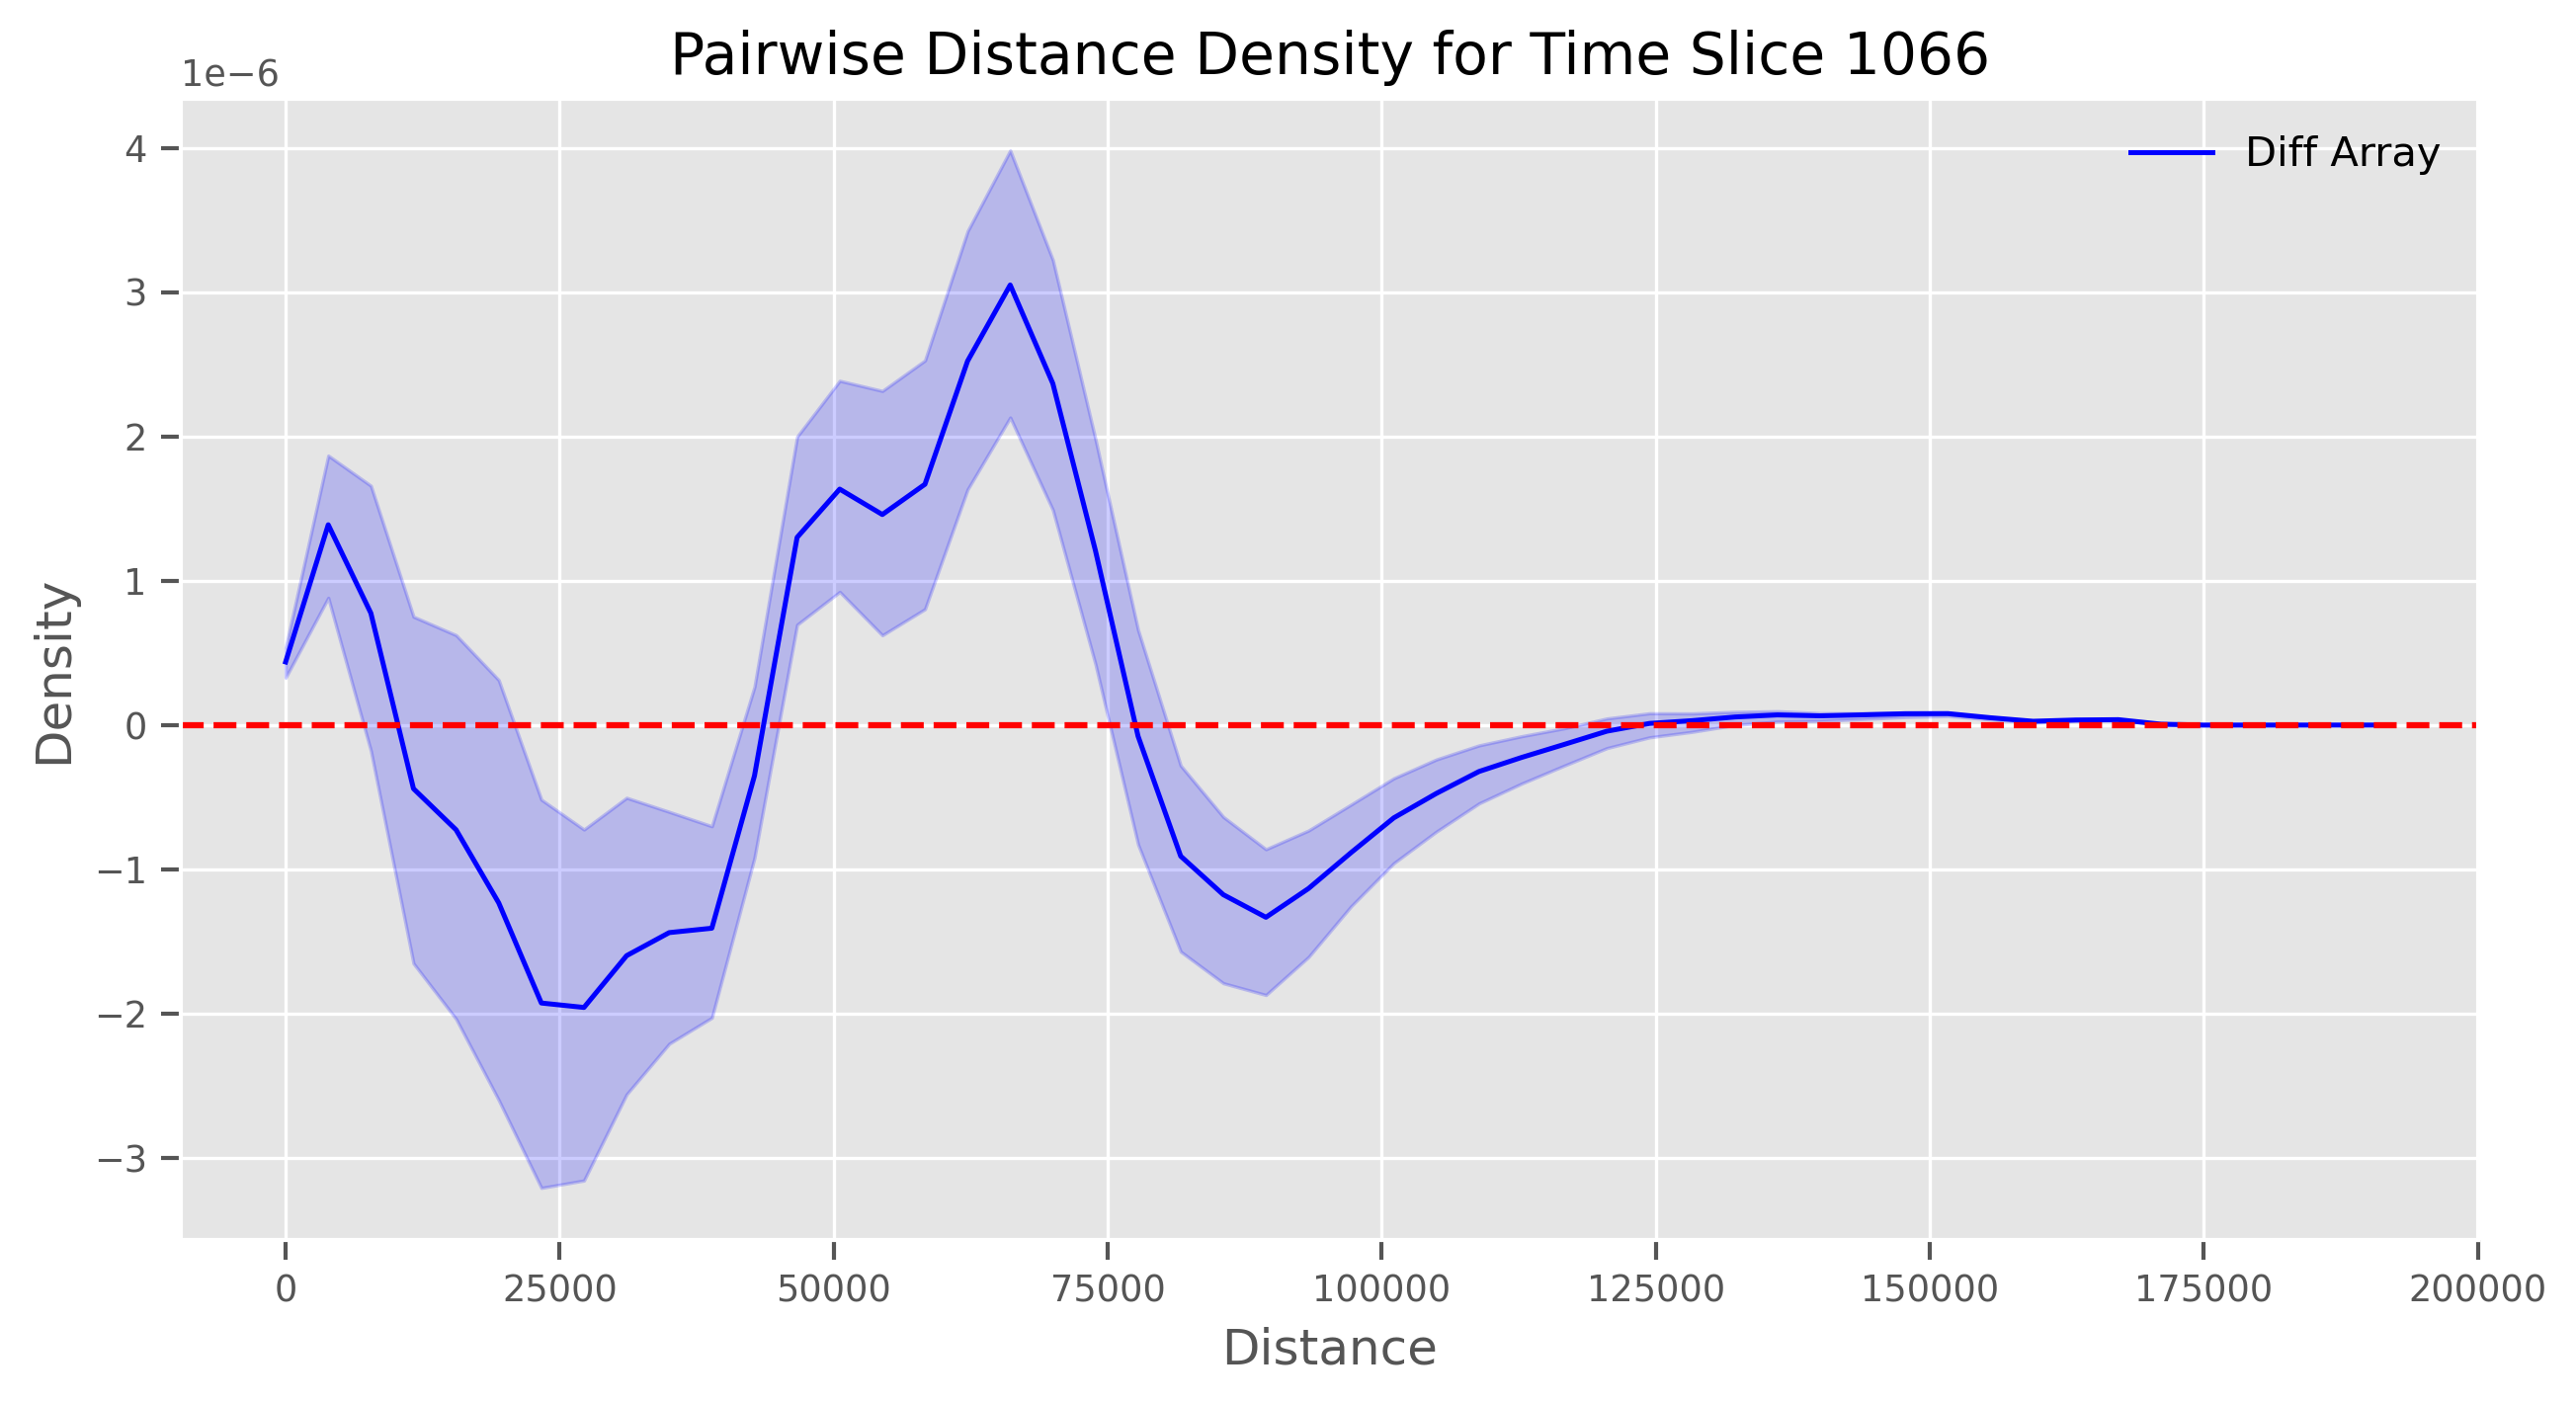 Pairwise Distance Density for Time Slice 1066
1e−6
Diff Array
Density
4
3
2
1
0
−1
−2
−3
0 25000 50000 75000 100000 125000 150000 175000 200000
Distance